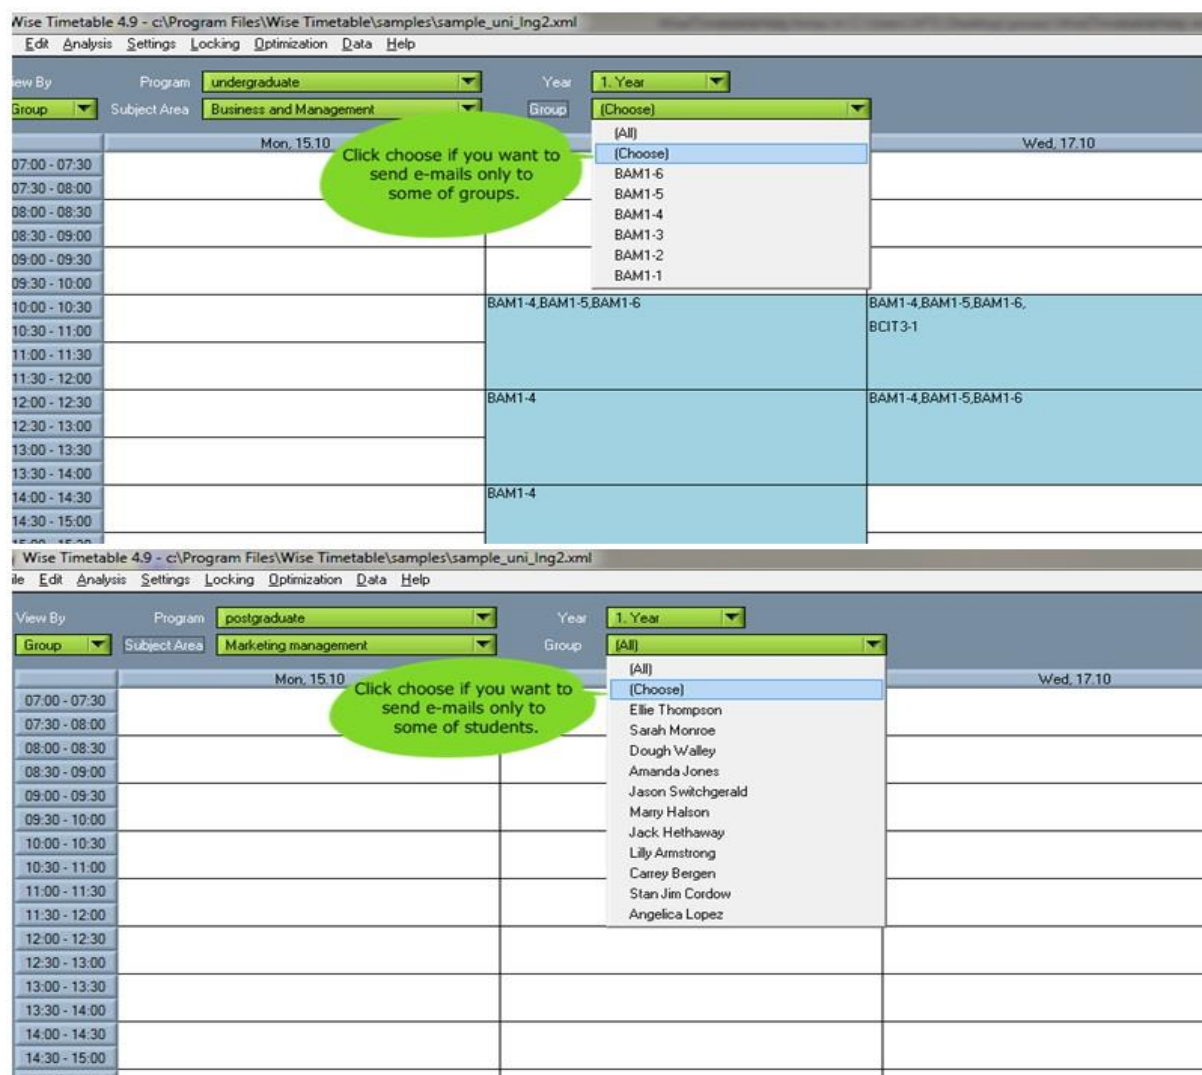 Wise Timetable 4.9 - c:\Program Files\Wise Timetable\samples\sample_uni_lng2.xml
Edit Analysis Settings Locking Optimization Data Help
iew By Program undergraduate Year 1. Year
Group Subject Area Business and Management Group (Choose)
(All)
Mon, 15.10 Wed, 17.10
(Choose)
BAM1-6
BAM1-5
BAM1-4
BAM1-3
BAM1-2
BAM1-1
Click choose if you want to
send e-mails only to
some of groups.
07:00 - 07:30
07:30 - 08:00
08:00 - 08:30
08:30 - 09:00
09:00 - 09:30
09:30 - 10:00
10:00 - 10:30 BAM1-4,BAM1-5,BAM1-6 BAM1-4,BAM1-5,BAM1-6,
10:30 - 11:00 BCIT3-1
11:00 - 11:30
11:30 - 12:00
12:00 - 12:30 BAM1-4 BAM1-4,BAM1-5,BAM1-6
12:30 - 13:00
13:00 - 13:30
13:30 - 14:00
14:00 - 14:30 BAM1-4
14:30 - 15:00
Wise Timetable 4.9 - c:\Program Files\Wise Timetable\samples\sample_uni_lng2.xml
ile Edit Analysis Settings Locking Optimization Data Help
View By Program postgraduate Year 1. Year
Group Subject Area Marketing management Group (All)
(All)
Mon, 15.10 Wed, 17.10
(Choose)
Ellie Thompson
Sarah Monroe
Dough Walley
Amanda Jones
Jason Switchgerald
Marry Halson
Jack Hethaway
Lilly Armstrong
Carrey Bergen
Stan Jim Cordow
Angelica Lopez
Click choose if you want to
send e-mails only to
some of students.
07:00 - 07:30
07:30 - 08:00
08:00 - 08:30
08:30 - 09:00
09:00 - 09:30
09:30 - 10:00
10:00 - 10:30
10:30 - 11:00
11:00 - 11:30
11:30 - 12:00
12:00 - 12:30
12:30 - 13:00
13:00 - 13:30
13:30 - 14:00
14:00 - 14:30
14:30 - 15:00